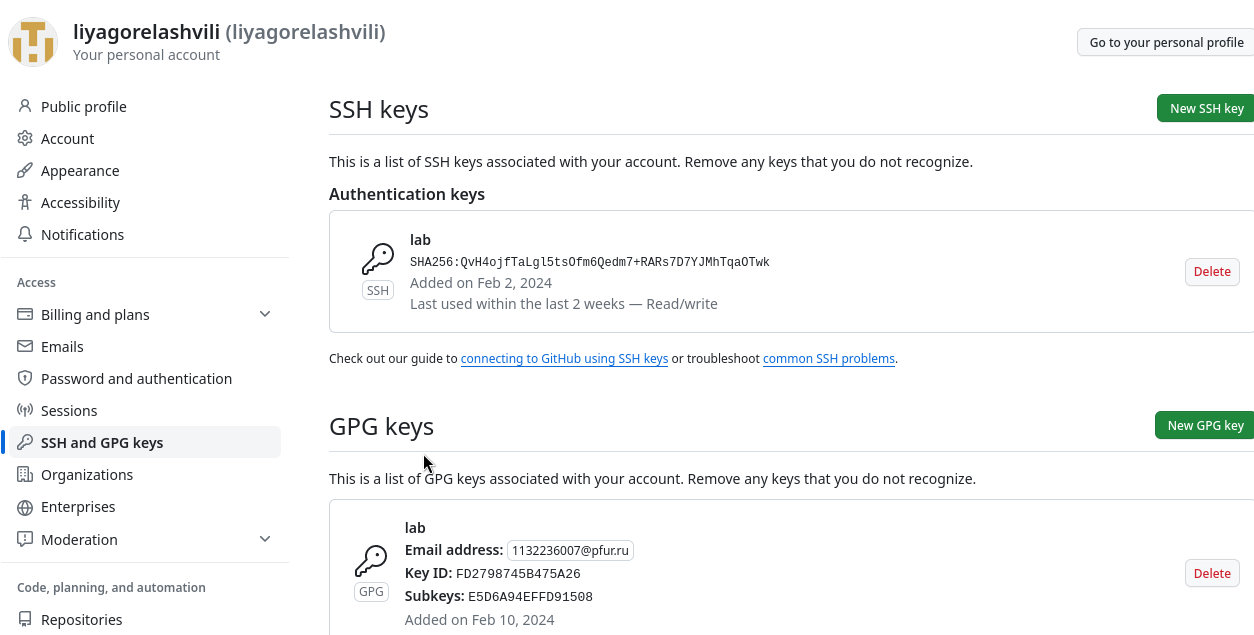 liyagorelashvili (liyagorelashvili)
Your personal account
Go to your personal profile
Public profile
Account
Appearance
Accessibility
Notifications
Access
Billing and plans
Emails
Password and authentication
Sessions
SSH and GPG keys
Organizations
Enterprises
Moderation
Code, planning, and automation
Repositories
SSH keys
New SSH key
This is a list of SSH keys associated with your account. Remove any keys that you do not recognize.
Authentication keys
lab
SHA256:QvH4ojfTaLgl5tsOfm6Qedm7+RARs7D7YJMhTqaOTwk
Added on Feb 2, 2024
Last used within the last 2 weeks — Read/write
SSH
Delete
Check out our guide to connecting to GitHub using SSH keys or troubleshoot common SSH problems.
GPG keys
New GPG key
This is a list of GPG keys associated with your account. Remove any keys that you do not recognize.
lab
Email address: 1132236007@pfur.ru
Key ID: FD2798745B475A26
Subkeys: E5D6A94EFFD91508
Added on Feb 10, 2024
GPG
Delete